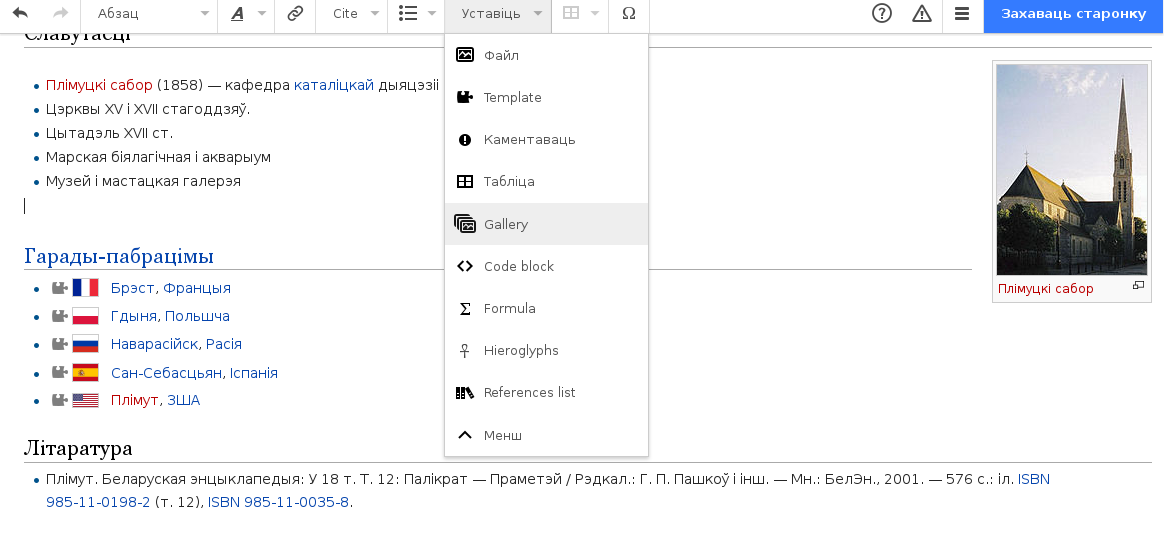 Абзац
A
Cite
Уставіць
Ω
Захаваць старонку
Славутасці
Плімуцкі сабор (1858) — кафедра каталіцкай дыяцэзіі
Цэрквы XV і XVII стагоддзяў.
Цытадэль XVII ст.
Марская біялагічная і акварыум
Музей і мастацкая галерэя
Файл
Template
Каментаваць
Табліца
Gallery
Code block
Formula
Hieroglyphs
References list
Менш
Плімуцкі сабор
Гарады-пабрацімы
Брэст, Францыя
Гдыня, Польшча
Наварасійск, Расія
Сан-Себасцьян, Іспанія
Плімут, ЗША
Літаратура
Плімут. Беларуская энцыклапедыя: У 18 т. Т. 12: Палікрат — Праметэй / Рэдкал.: Г. П. Пашкоў і інш. — Мн.: БелЭн., 2001. — 576 с.: іл. ISBN
985-11-0198-2 (т. 12), ISBN 985-11-0035-8.